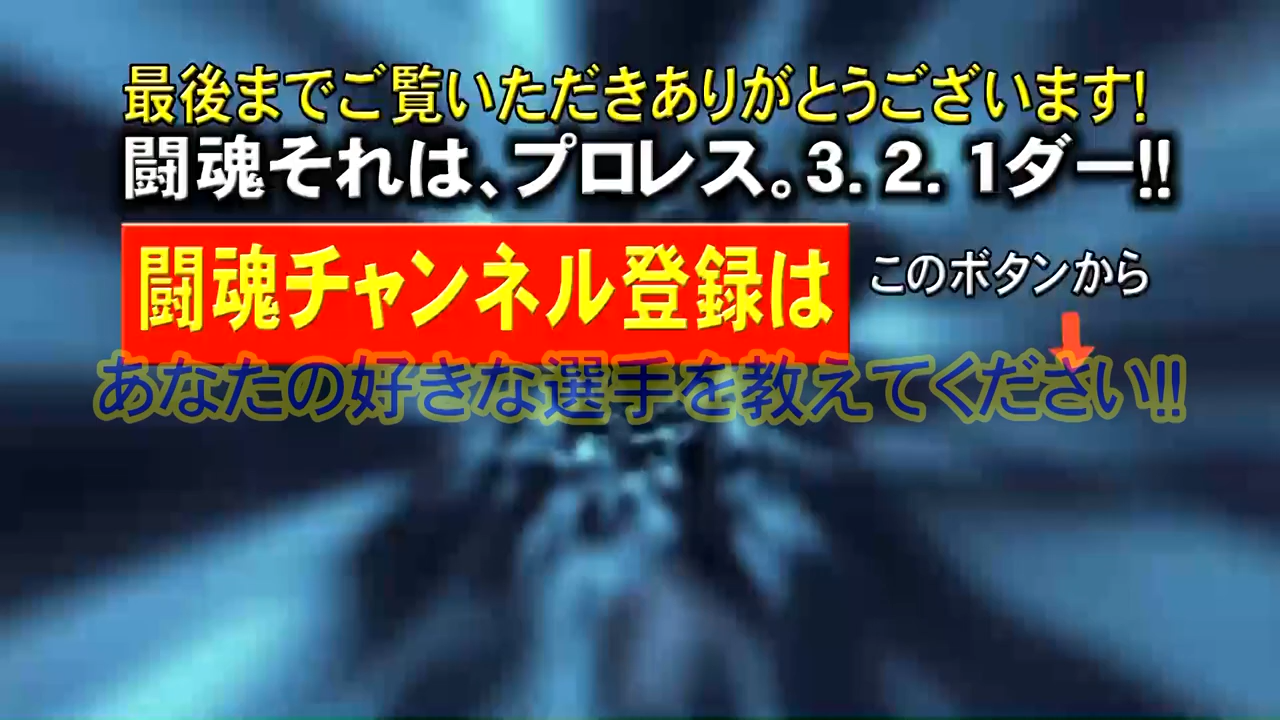 最後までご覧いただきありがとうございます!
闘魂それは、プロレス。3. 2. 1ダー!!
闘魂チャンネル登録は
このボタンから
あなたの好きな選手を教えてください!!